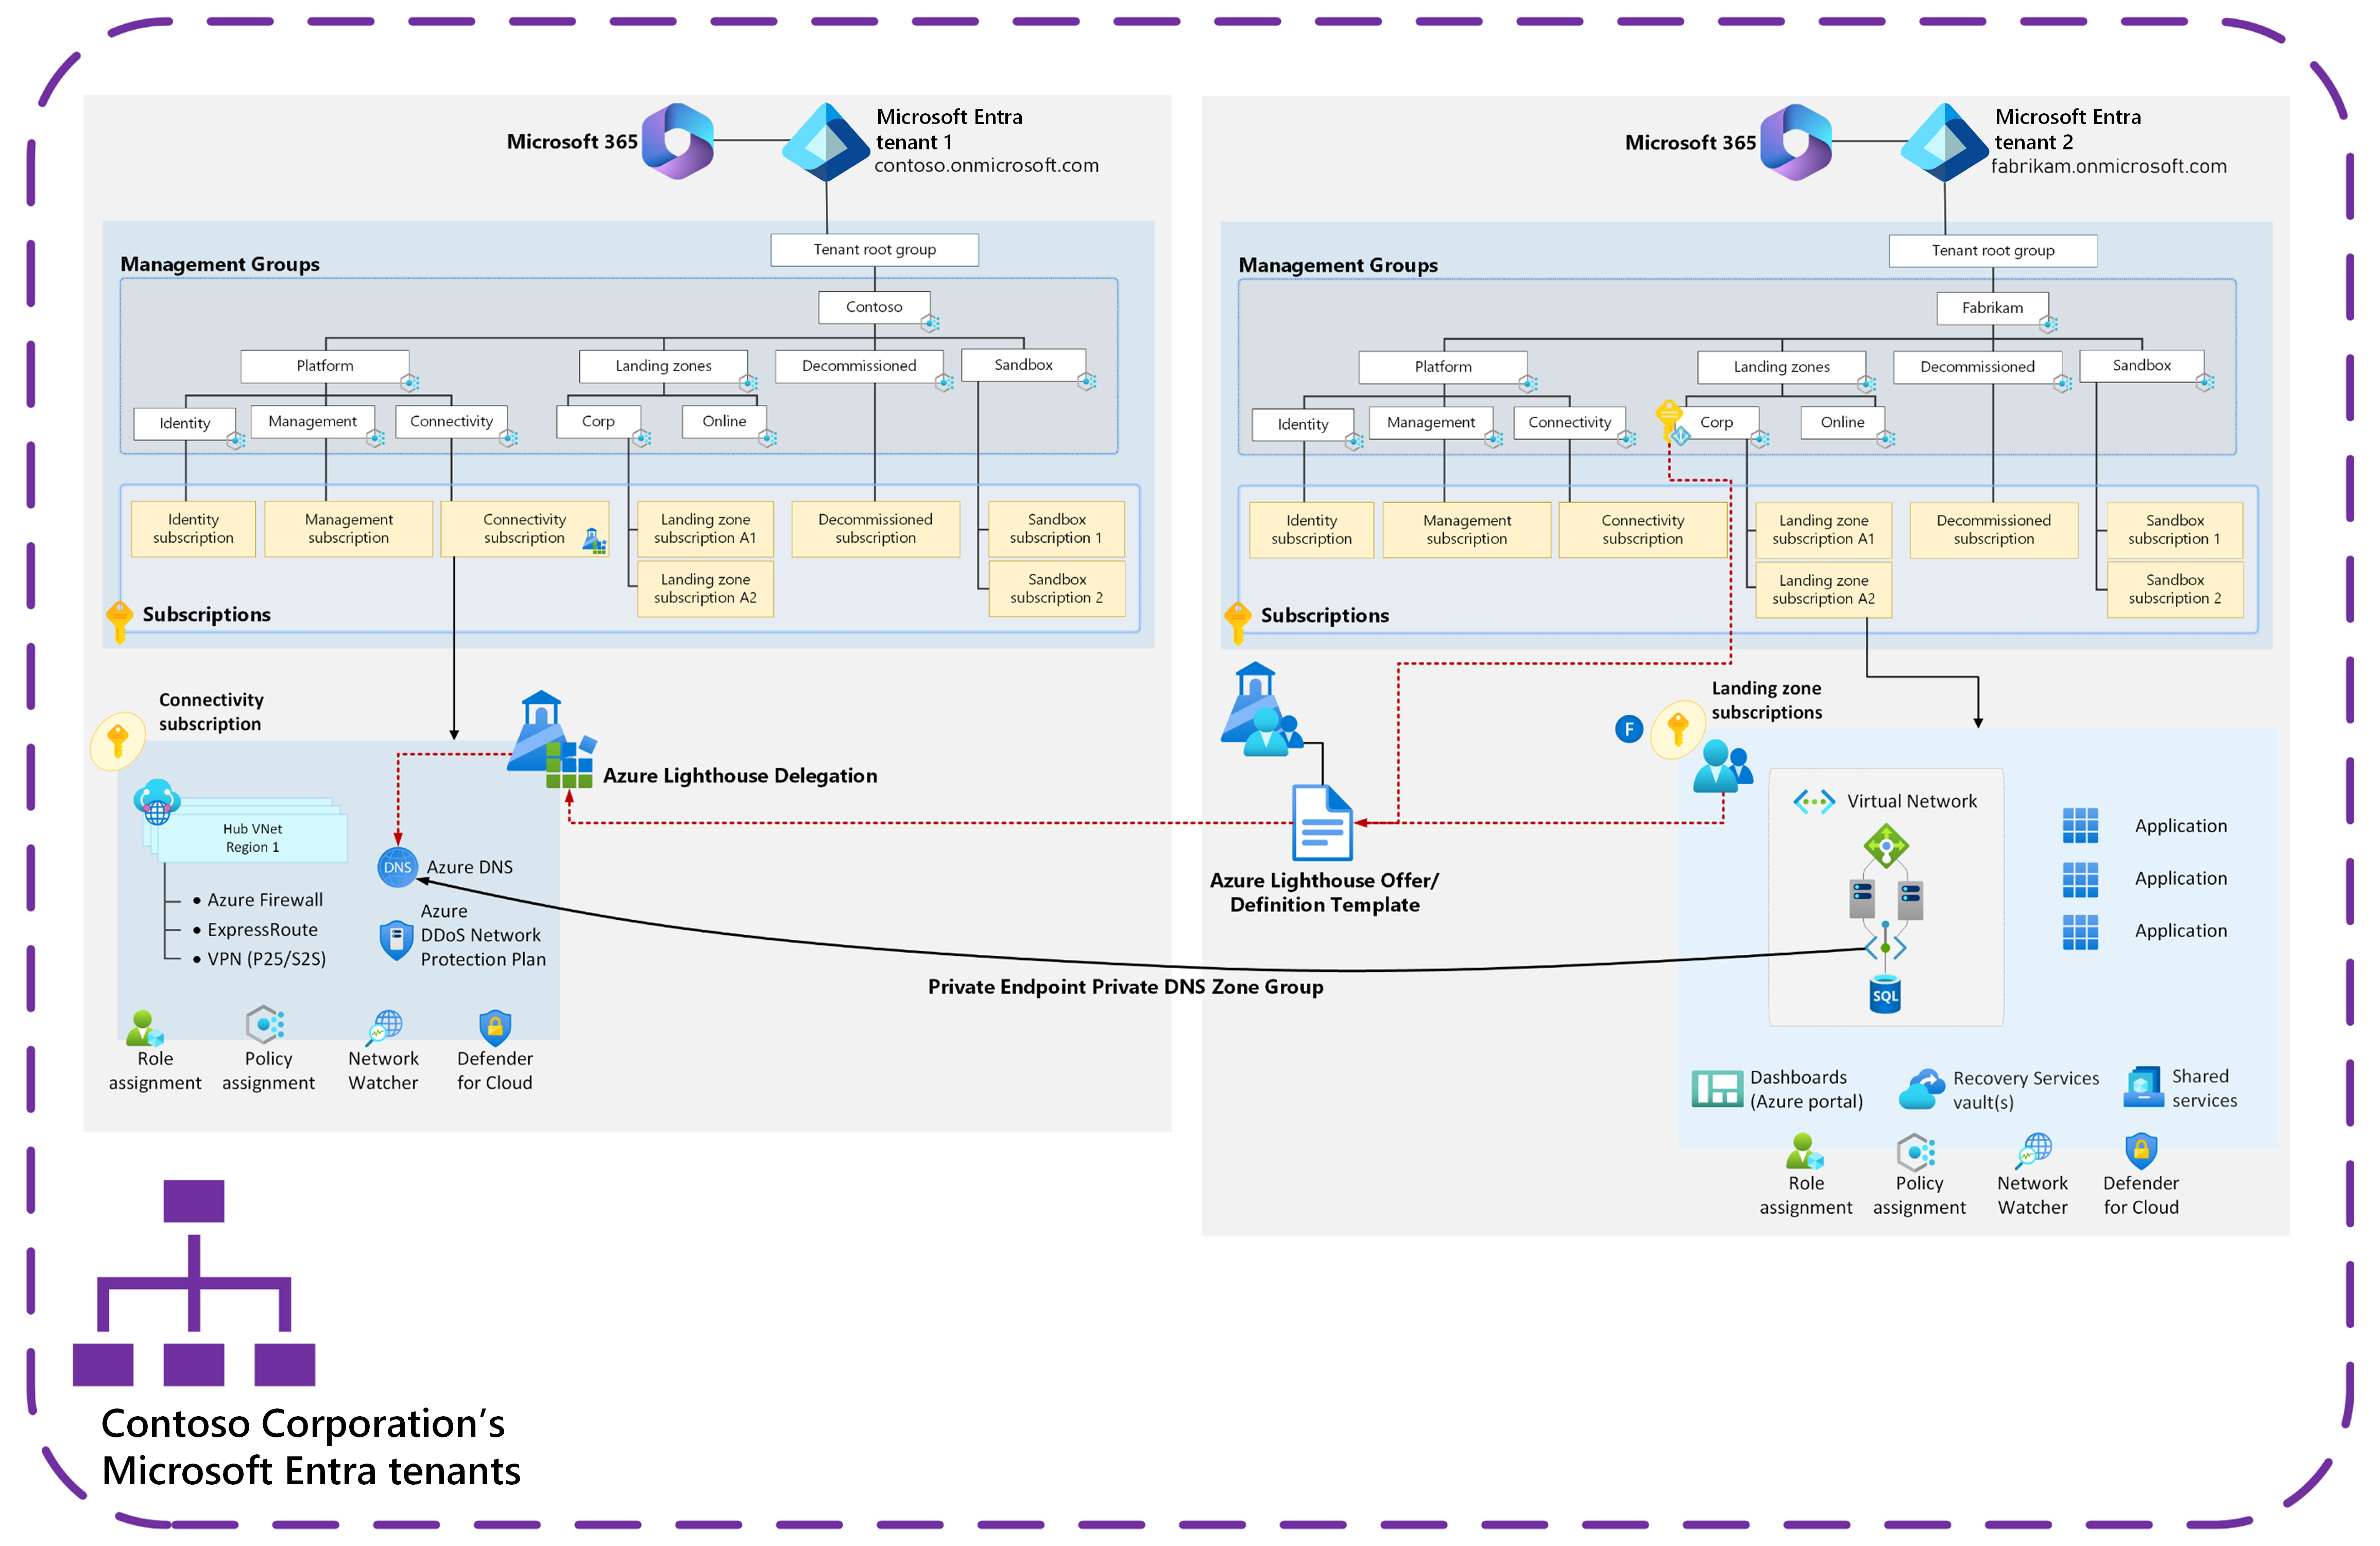 Microsoft 365
Microsoft Entra
tenant 1
contoso.onmicrosoft.com
Tenant root group
Management Groups
Contoso
Platform
Landing zones
Decommissioned
Sandbox
Identity
Management
Connectivity
Corp
Online
Identity
subscription
Management
subscription
Connectivity
subscription
Landing zone
subscription A1
Decommissioned
subscription
Sandbox
subscription 1
Landing zone
subscription A2
Sandbox
subscription 2
Subscriptions
Connectivity
subscription
Azure Lighthouse Delegation
Hub VNet
Region 1
DNS
Azure DNS
• Azure Firewall
• ExpressRoute
• VPN (P25/S2S)
Azure
DDoS Network
Protection Plan
Role
assignment
Policy
assignment
Network
Watcher
Defender
for Cloud
Private Endpoint Private DNS Zone Group
Microsoft 365
Microsoft Entra
tenant 2
fabrikam.onmicrosoft.com
Tenant root group
Management Groups
Fabrikam
Platform
Landing zones
Decommissioned
Sandbox
Identity
Management
Connectivity
Corp
Online
Identity
subscription
Management
subscription
Connectivity
subscription
Landing zone
subscription A1
Decommissioned
subscription
Sandbox
subscription 1
Landing zone
subscription A2
Sandbox
subscription 2
Subscriptions
F
Landing zone
subscriptions
Azure Lighthouse Offer/
Definition Template
Virtual Network
SQL
Application
Application
Application
Dashboards
(Azure portal)
Recovery Services
vault(s)
Shared
services
Role
assignment
Policy
assignment
Network
Watcher
Defender
for Cloud
Contoso Corporation’s
Microsoft Entra tenants